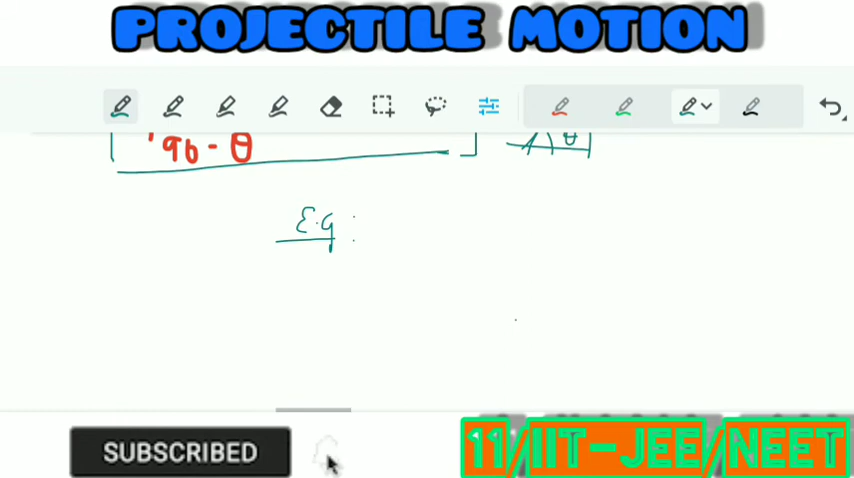 PROJECTILE MOTION
90 - θ
θ
E.g :
SUBSCRIBED
11/IIT-JEE/NEET